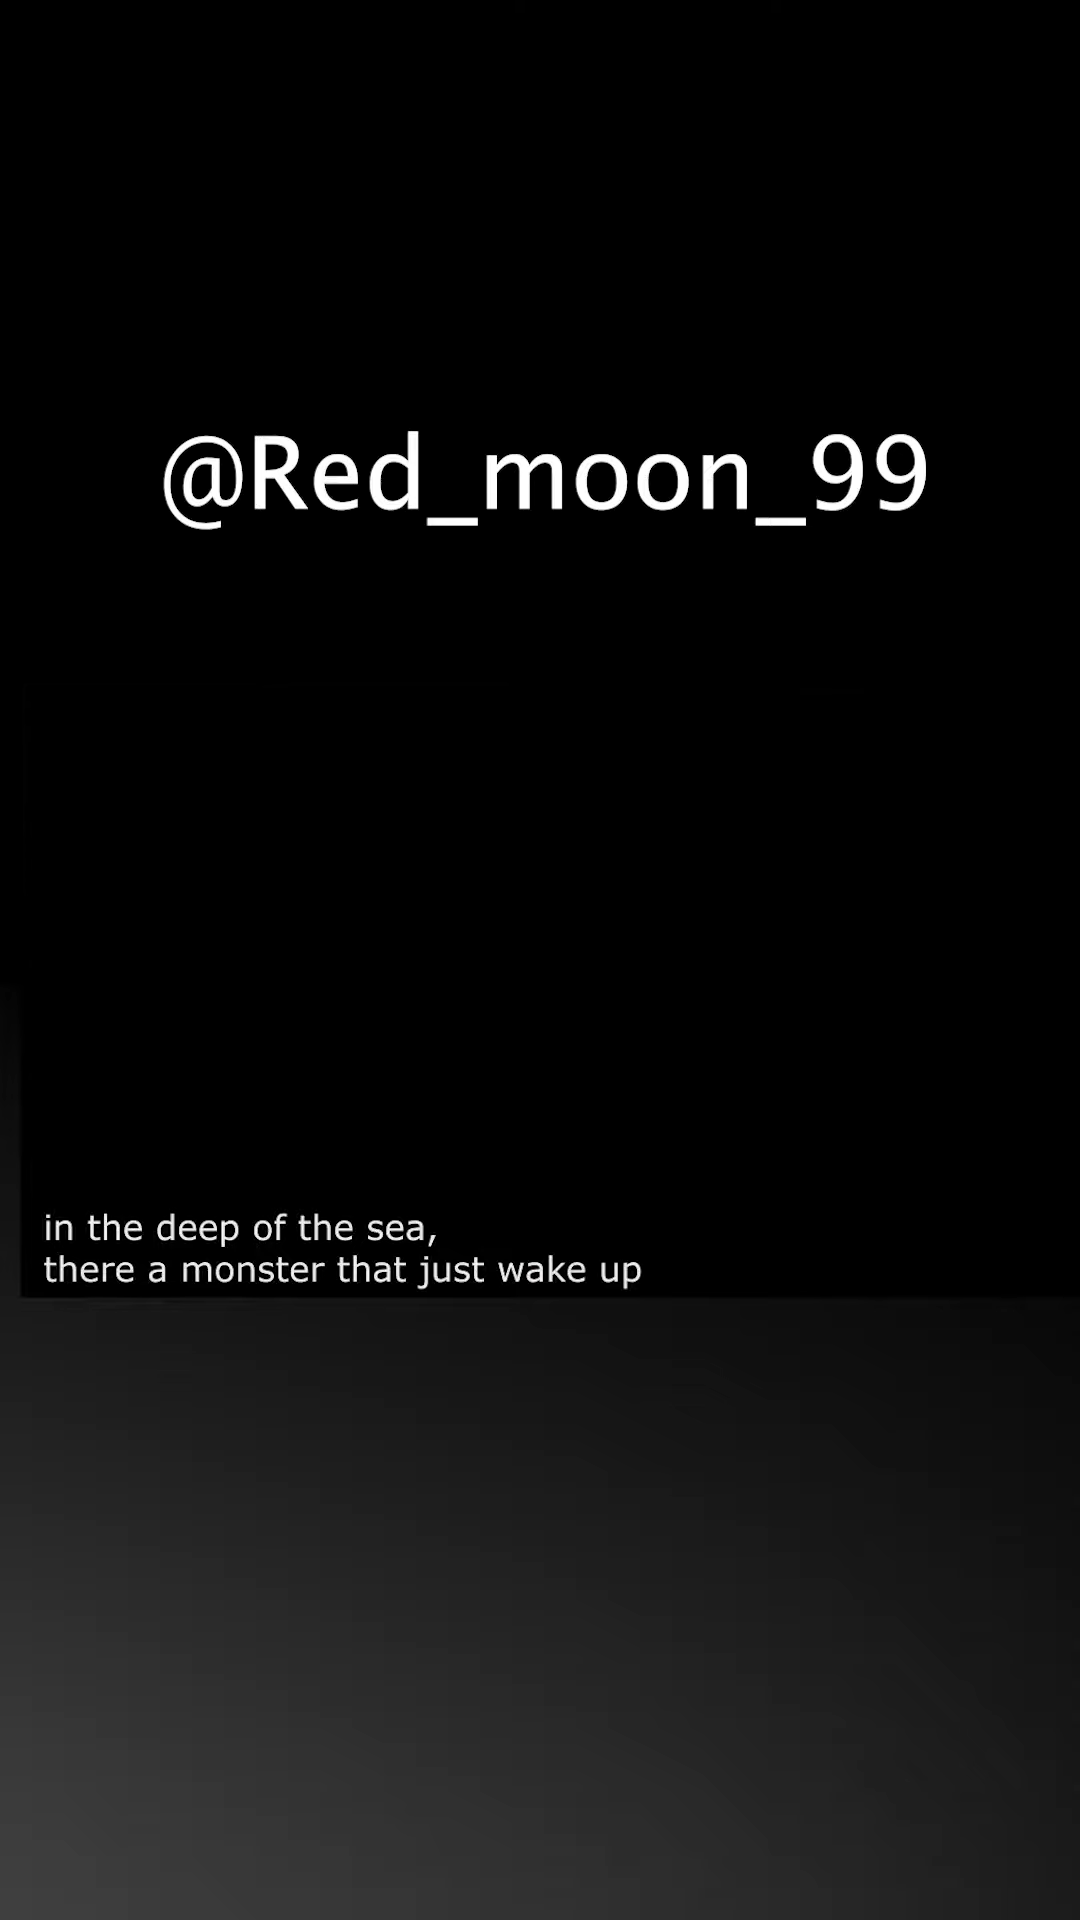 @Red_moon_99
in the deep of the sea,
there a monster that just wake up